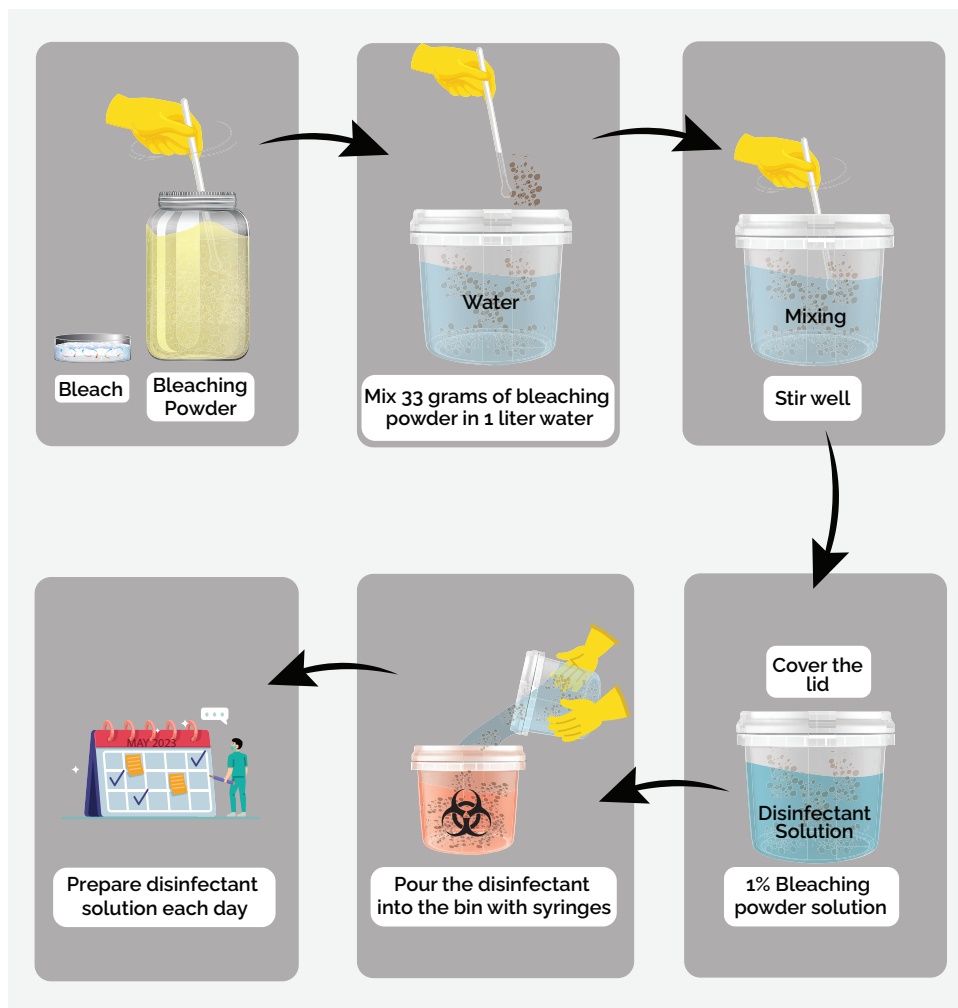 Bleach
Bleaching
Powder
Water
Mix 33 grams of bleaching
powder in 1 liter water
Mixing
Stir well
Cover the
lid
Disinfectant
Solution
1% Bleaching
powder solution
Pour the disinfectant
into the bin with syringes
MAY 2023
Prepare disinfectant
solution each day